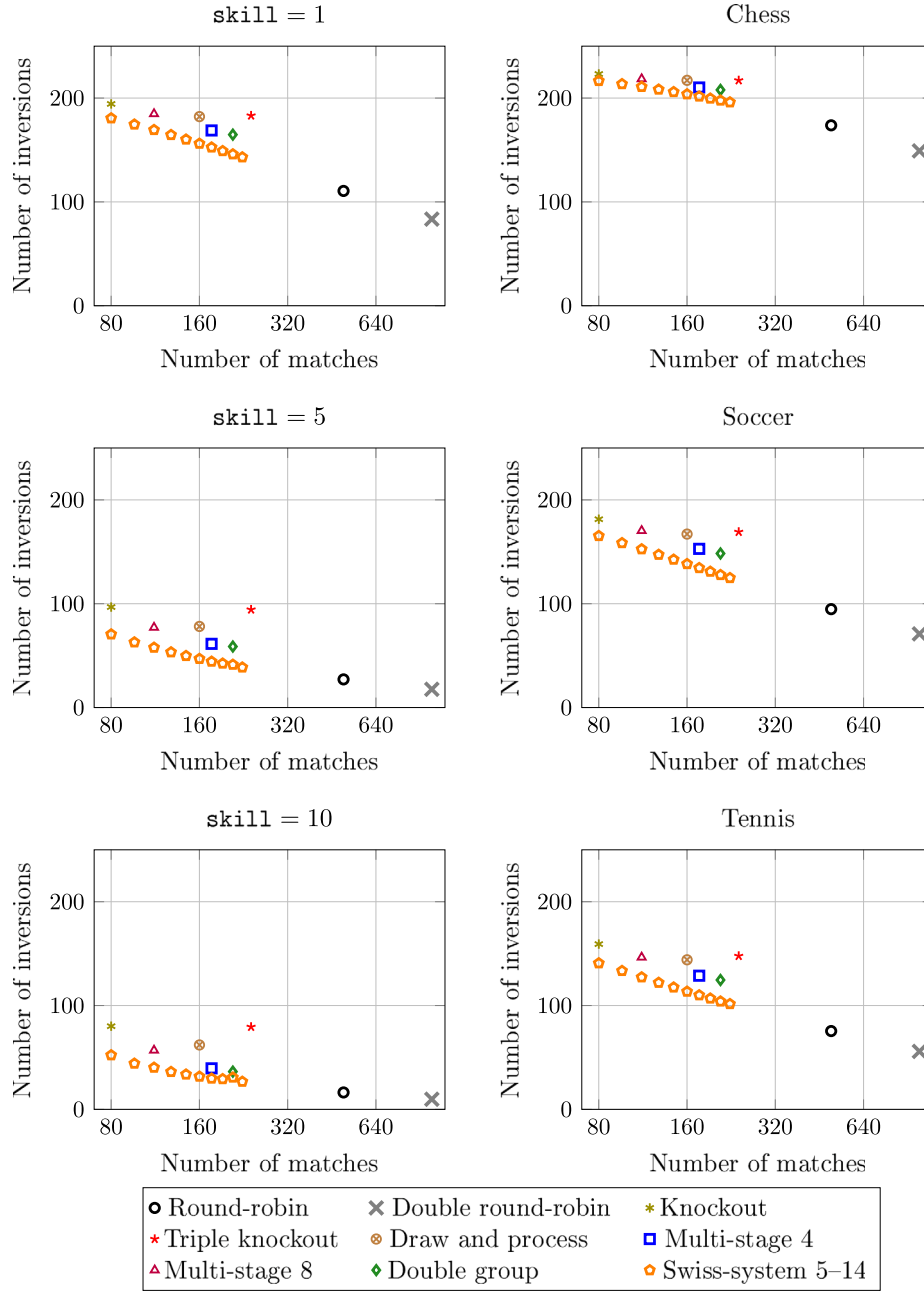 skill = 1
Chess
Number of inversions
200
100
0
80 160 320 640
Number of matches
Number of inversions
200
100
0
80 160 320 640
Number of matches
skill = 5
Soccer
Number of inversions
200
100
0
80 160 320 640
Number of matches
Number of inversions
200
100
0
80 160 320 640
Number of matches
skill = 10
Tennis
Number of inversions
200
100
0
80 160 320 640
Number of matches
Number of inversions
200
100
0
80 160 320 640
Number of matches
Round-robin Double round-robin Knockout
Triple knockout Draw and process Multi-stage 4
Multi-stage 8 Double group Swiss-system 5–14